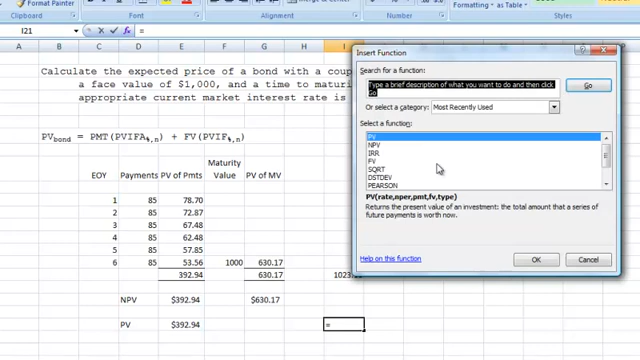 Merge & Center
Formatting as Table
Clipboard
Font
Alignment
Number
I21
=
B C D E F G H I
Calculate the expected price of a bond with a coup
a face value of $1,000, and a time to maturit
appropriate current market interest rate is
PVbond = PMT(PVIFA%,n) + FV(PVIF%,n)
Maturity
EOY Payments PV of Pmts Value PV of MV
1 85 78.70
2 85 72.87
3 85 67.48
4 85 62.48
5 85 57.85
6 85 53.56 1000 630.17
392.94 630.17 1023.
NPV $392.94 $630.17
PV $392.94 =
Insert Function
Search for a function:
Type a brief description of what you want to do and then click
Go
Go
Or select a category: Most Recently Used
Select a function:
PV
NPV
IRR
FV
SQRT
DSTDEV
PEARSON
PV(rate,nper,pmt,fv,type)
Returns the present value of an investment: the total amount that a series of
future payments is worth now.
Help on this function
OK Cancel